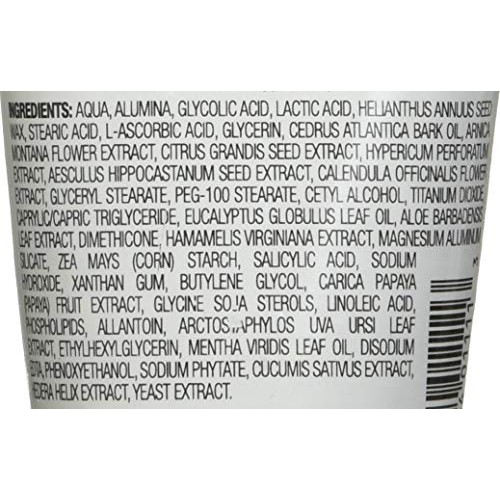 INGREDIENTS: AQUA, ALUMINA, GLYCOLIC ACID, LACTIC ACID, HELIANTHUS ANNUUS SEED
WAX, STEARIC ACID, L-ASCORBIC ACID, GLYCERIN, CEDRUS ATLANTICA BARK OIL, ARNICA
MONTANA FLOWER EXTRACT, CITRUS GRANDIS SEED EXTRACT, HYPERICUM PERFORATUM
EXTRACT, AESCULUS HIPPOCASTANUM SEED EXTRACT, CALENDULA OFFICINALIS FLOWER
EXTRACT, GLYCERYL STEARATE, PEG-100 STEARATE, CETYL ALCOHOL, TITANIUM DIOXIDE,
CAPRYLIC/CAPRIC TRIGLYCERIDE, EUCALYPTUS GLOBULUS LEAF OIL, ALOE BARBADENSIS
LEAF EXTRACT, DIMETHICONE, HAMAMELIS VIRGINIANA EXTRACT, MAGNESIUM ALUMINUM
SILICATE, ZEA MAYS (CORN) STARCH, SALICYLIC ACID, SODIUM
HYDROXIDE, XANTHAN GUM, BUTYLENE GLYCOL, CARICA PAPAYA
(PAPAYA) FRUIT EXTRACT, GLYCINE SOJA STEROLS, LINOLEIC ACID,
PHOSPHOLIPIDS, ALLANTOIN, ARCTOSTAPHYLOS UVA URSI LEAF
EXTRACT, ETHYLHEXYLGLYCERIN, MENTHA VIRIDIS LEAF OIL, DISODIUM
EDTA, PHENOXYETHANOL, SODIUM PHYTATE, CUCUMIS SATIVUS EXTRACT,
HEDERA HELIX EXTRACT, YEAST EXTRACT.
3